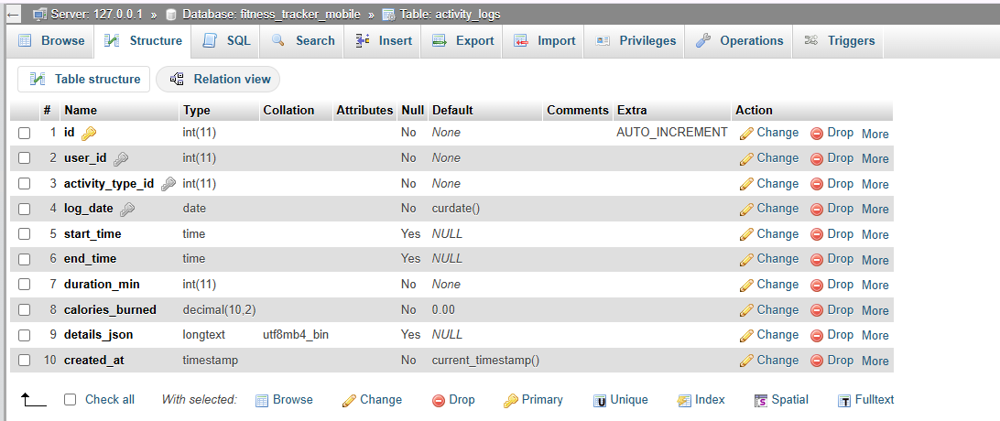 Server: 127.0.0.1 » Database: fitness_tracker_mobile » Table: activity_logs
Browse Structure SQL Search Insert Export Import Privileges Operations Triggers
Table structure Relation view
# Name Type Collation Attributes Null Default Comments Extra Action
1 id int(11) No None AUTO_INCREMENT Change Drop More
2 user_id int(11) No None Change Drop More
3 activity_type_id int(11) No None Change Drop More
4 log_date date No curdate() Change Drop More
5 start_time time Yes NULL Change Drop More
6 end_time time Yes NULL Change Drop More
7 duration_min int(11) No None Change Drop More
8 calories_burned decimal(10,2) No 0.00 Change Drop More
9 details_json longtext utf8mb4_bin Yes NULL Change Drop More
10 created_at timestamp No current_timestamp() Change Drop More
Check all With selected: Browse Change Drop Primary Unique Index Spatial Fulltext